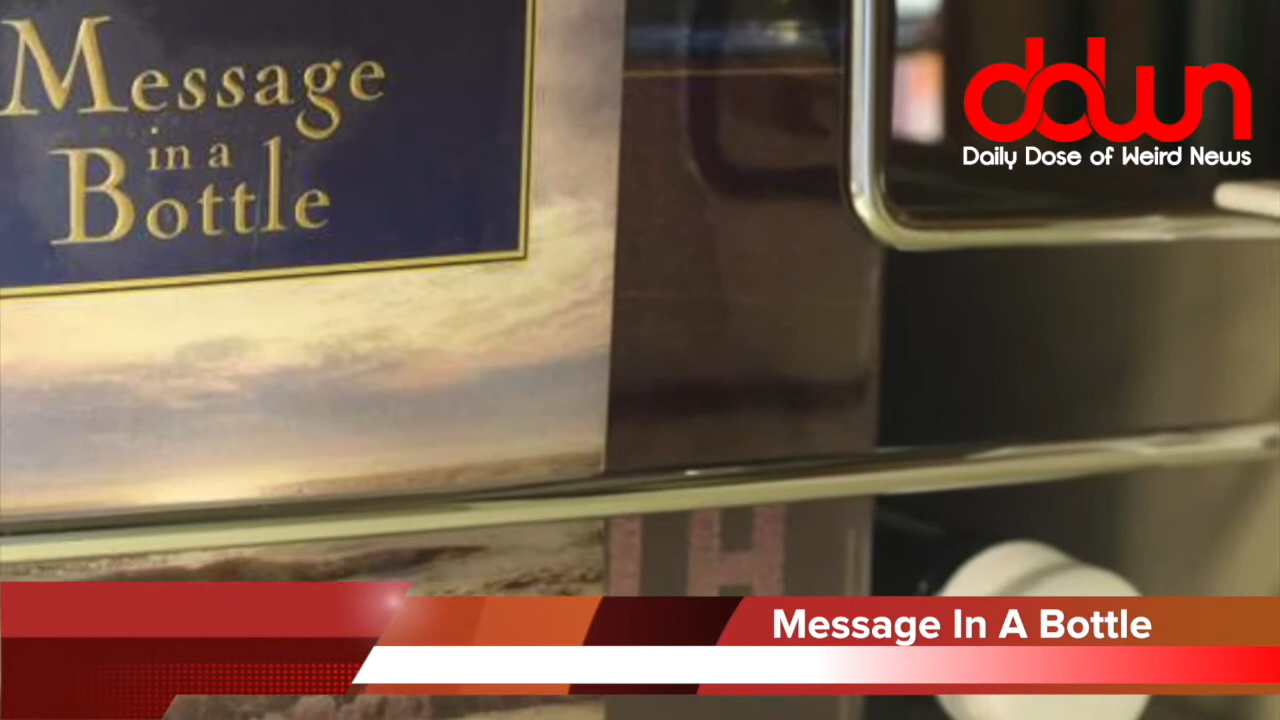 Message
in a
Bottle
ddwn
Daily Dose of Weird News
H
Message In A Bottle